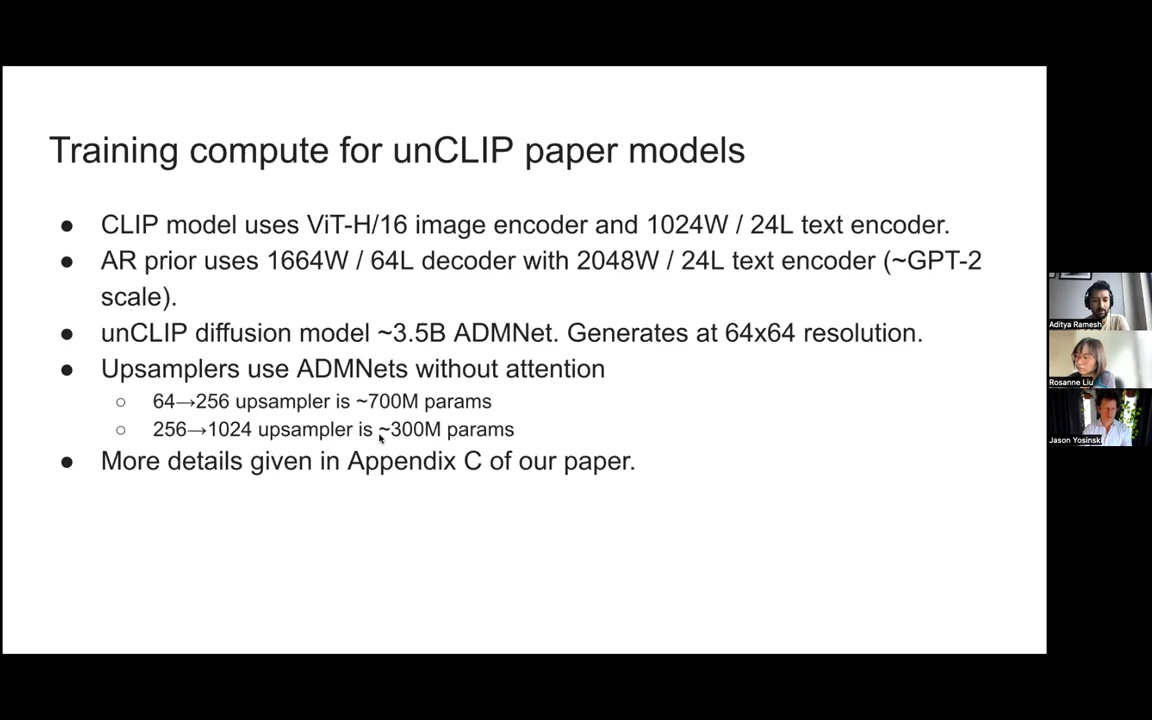 Training compute for unCLIP paper models
● CLIP model uses ViT-H/16 image encoder and 1024W / 24L text encoder.
● AR prior uses 1664W / 64L decoder with 2048W / 24L text encoder (~GPT-2
scale).
● unCLIP diffusion model ~3.5B ADMNet. Generates at 64x64 resolution.
● Upsamplers use ADMNets without attention
○ 64→256 upsampler is ~700M params
○ 256→1024 upsampler is ~300M params
● More details given in Appendix C of our paper.
Aditya Ramesh
Rosanne Liu
Jason Yosinski